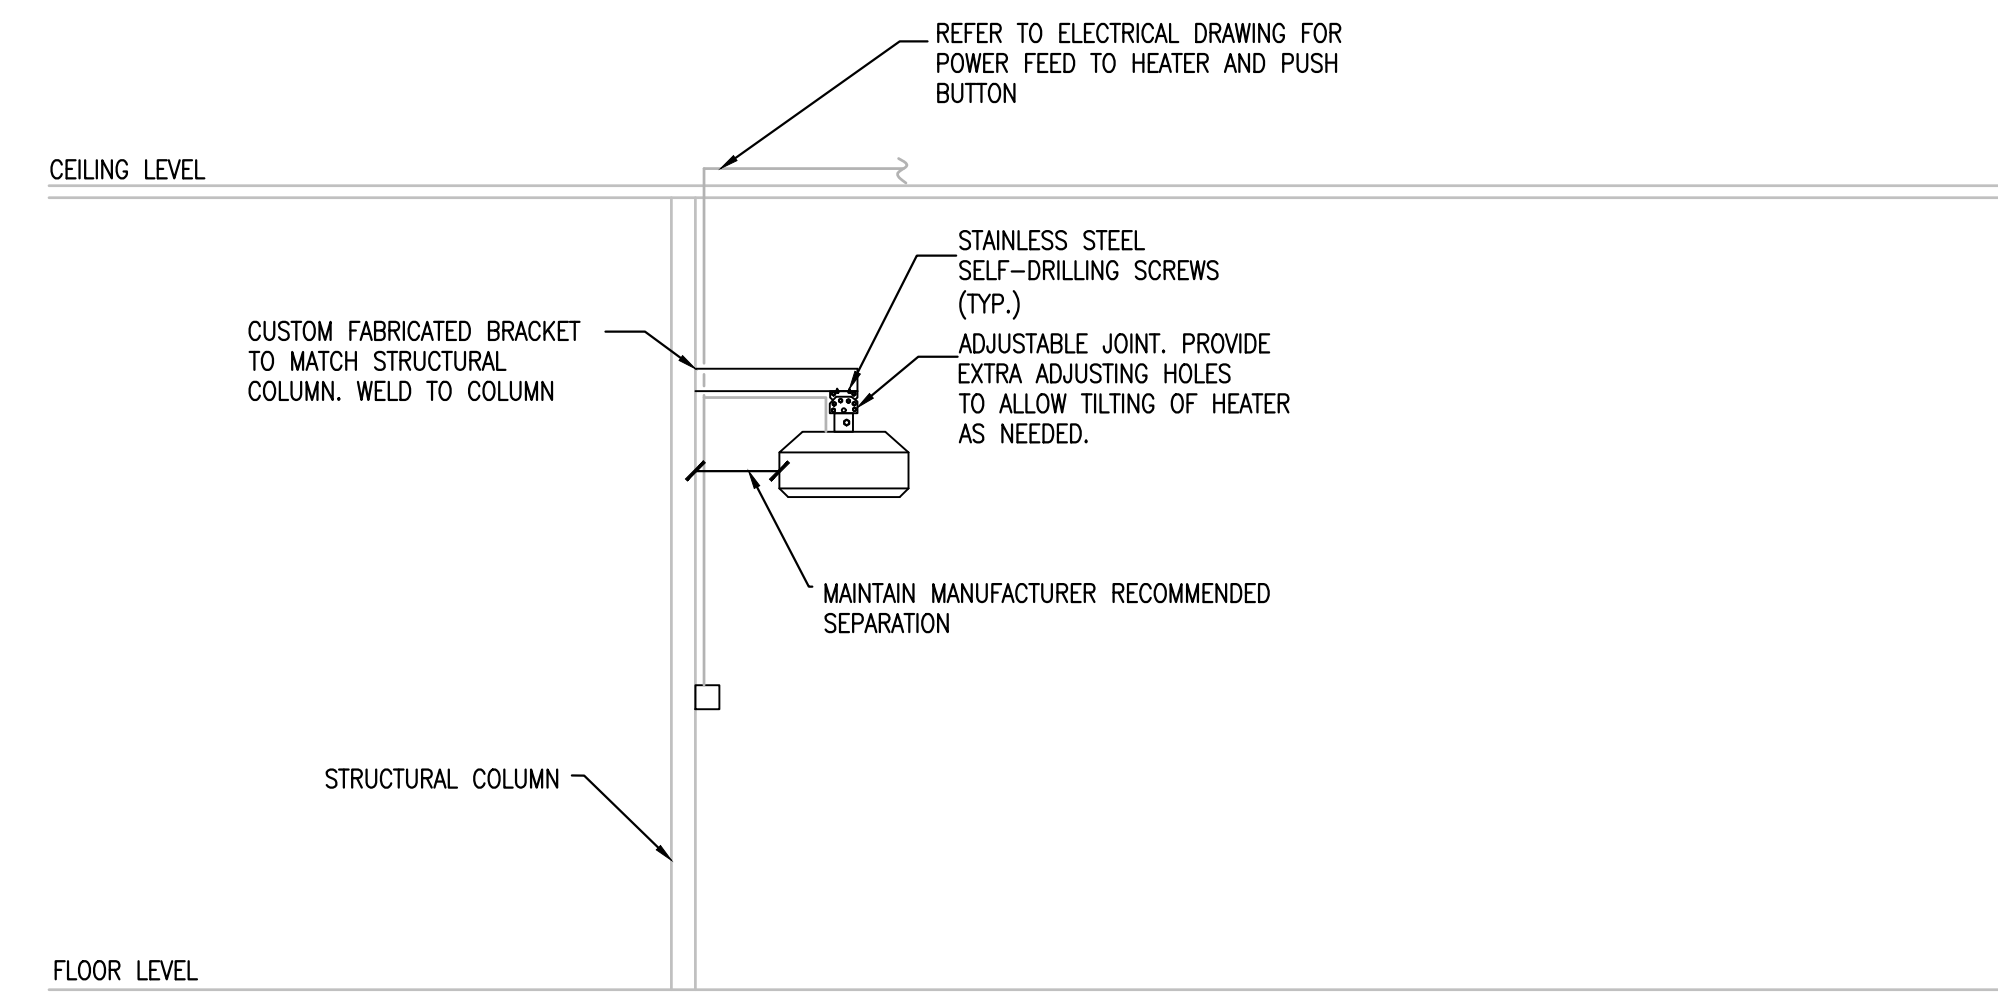 REFER TO ELECTRICAL DRAWING FOR
POWER FEED TO HEATER AND PUSH
BUTTON
CEILING LEVEL
STAINLESS STEEL
SELF-DRILLING SCREWS
(TYP.)
CUSTOM FABRICATED BRACKET
TO MATCH STRUCTURAL
COLUMN. WELD TO COLUMN
ADJUSTABLE JOINT. PROVIDE
EXTRA ADJUSTING HOLES
TO ALLOW TILTING OF HEATER
AS NEEDED.
MAINTAIN MANUFACTURER RECOMMENDED
SEPARATION
STRUCTURAL COLUMN
FLOOR LEVEL